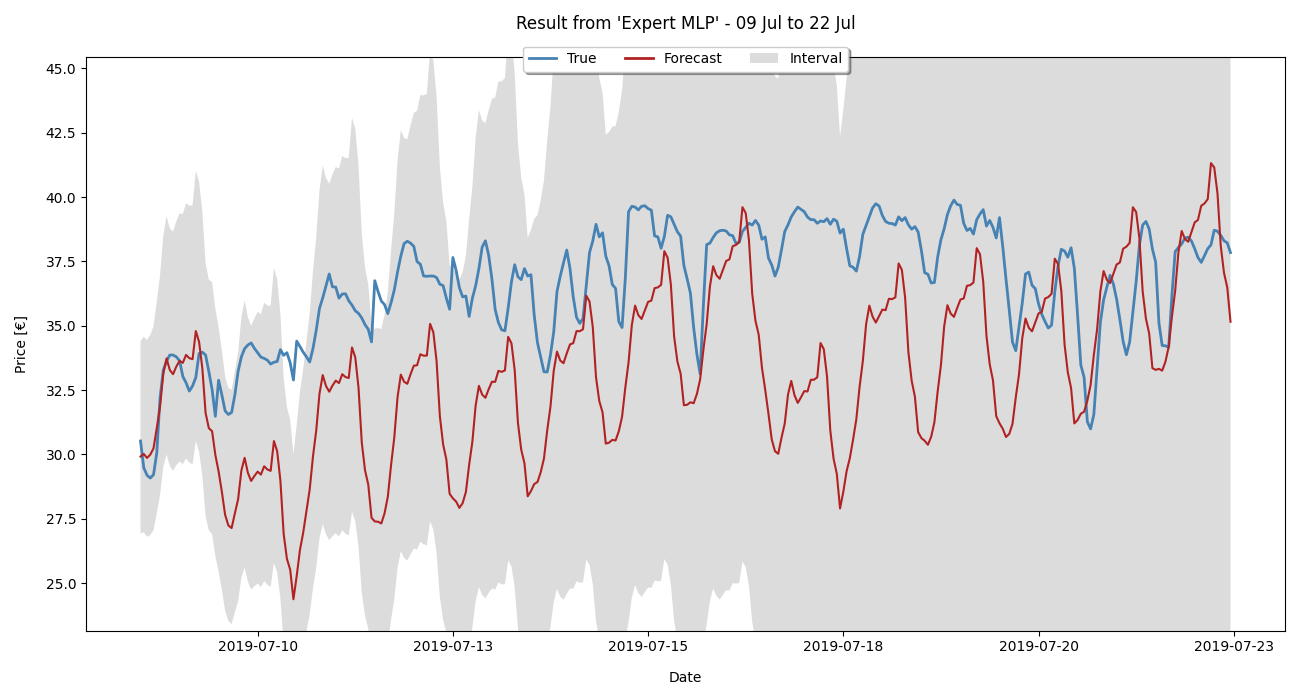 Result from 'Expert MLP' - 09 Jul to 22 Jul
True Forecast Interval
45.0
42.5
40.0
37.5
35.0
32.5
30.0
27.5
25.0
Price [€]
2019-07-10 2019-07-13 2019-07-15 2019-07-18 2019-07-20 2019-07-23
Date